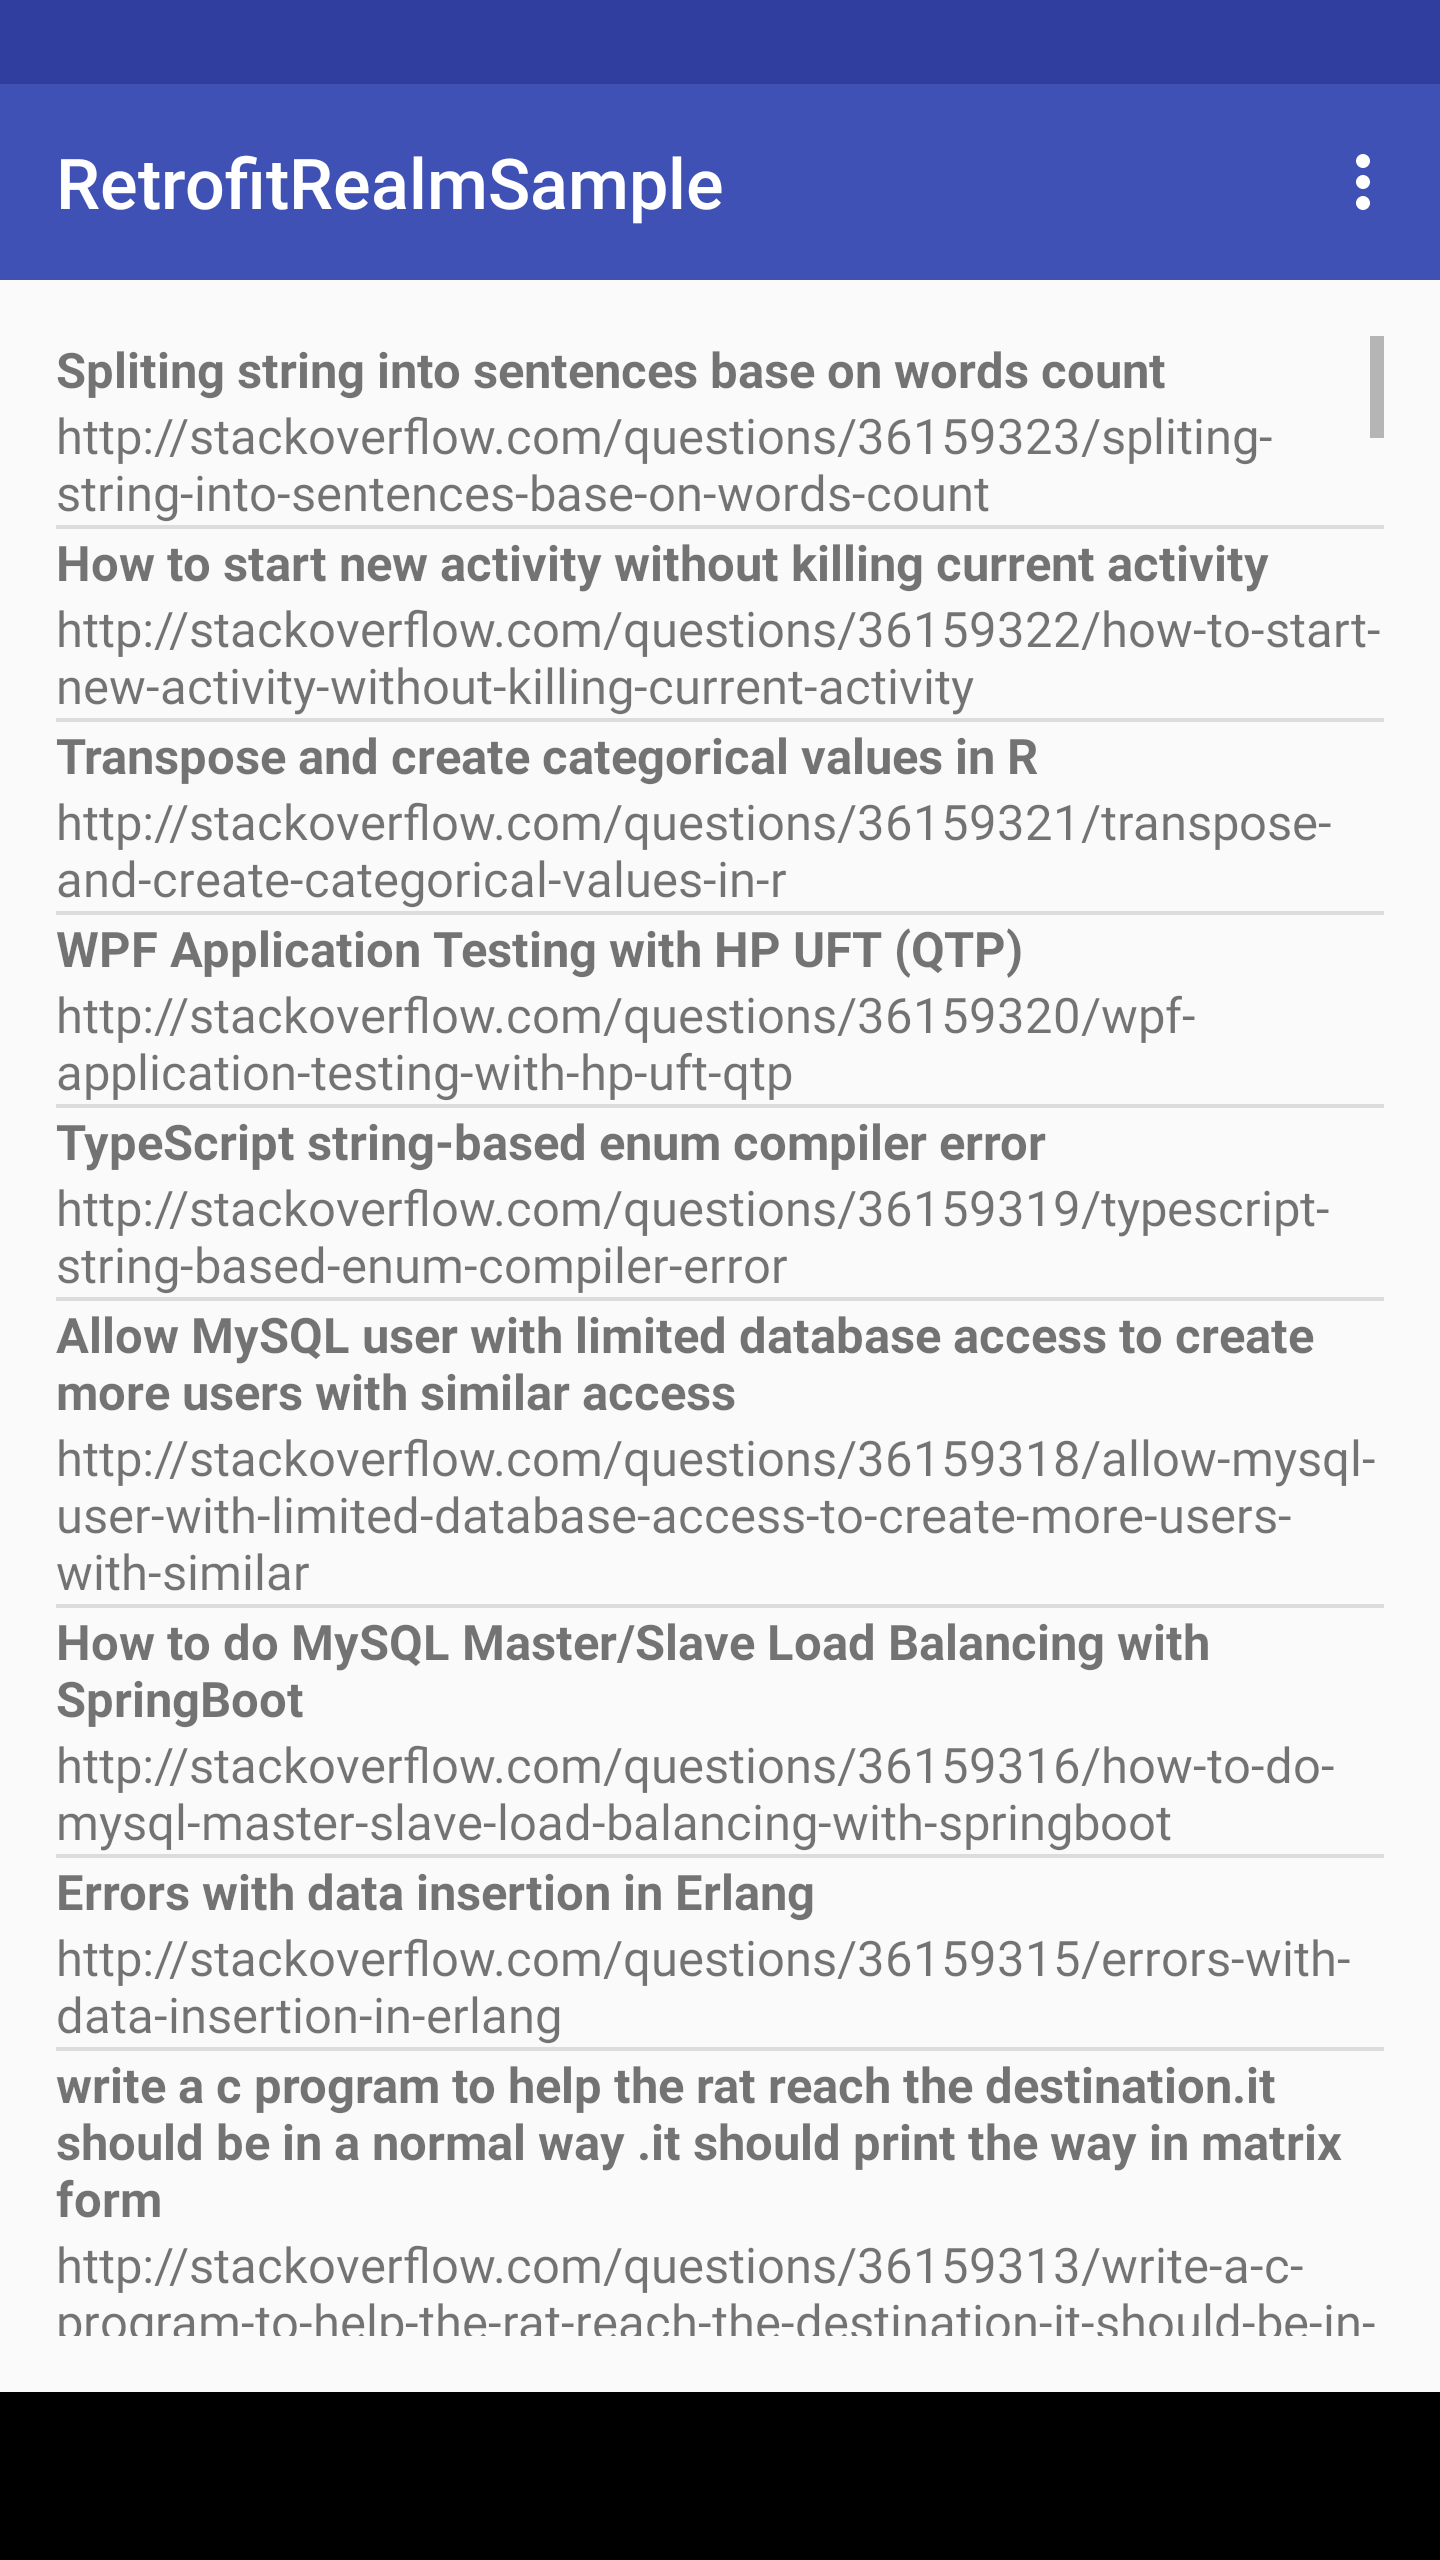 RetrofitRealmSample
Spliting string into sentences base on words count
http://stackoverflow.com/questions/36159323/spliting-
string-into-sentences-base-on-words-count
How to start new activity without killing current activity
http://stackoverflow.com/questions/36159322/how-to-start-
new-activity-without-killing-current-activity
Transpose and create categorical values in R
http://stackoverflow.com/questions/36159321/transpose-
and-create-categorical-values-in-r
WPF Application Testing with HP UFT (QTP)
http://stackoverflow.com/questions/36159320/wpf-
application-testing-with-hp-uft-qtp
TypeScript string-based enum compiler error
http://stackoverflow.com/questions/36159319/typescript-
string-based-enum-compiler-error
Allow MySQL user with limited database access to create
more users with similar access
http://stackoverflow.com/questions/36159318/allow-mysql-
user-with-limited-database-access-to-create-more-users-
with-similar
How to do MySQL Master/Slave Load Balancing with
SpringBoot
http://stackoverflow.com/questions/36159316/how-to-do-
mysql-master-slave-load-balancing-with-springboot
Errors with data insertion in Erlang
http://stackoverflow.com/questions/36159315/errors-with-
data-insertion-in-erlang
write a c program to help the rat reach the destination.it
should be in a normal way .it should print the way in matrix
form
http://stackoverflow.com/questions/36159313/write-a-c-
program-to-help-the-rat-reach-the-destination-it-should-be-in-